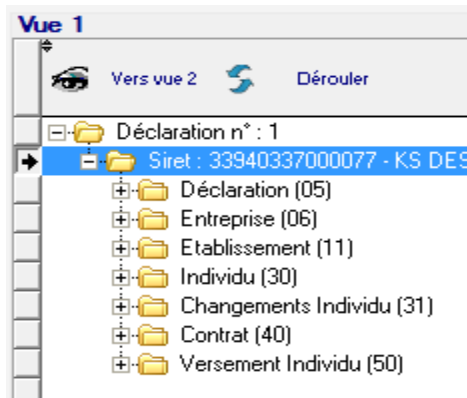 Vue 1
Vers vue 2 Dérouler
Déclaration n° : 1
Siret : 33940337000077 - KS DES
Déclaration (05)
Entreprise (06)
Etablissement (11)
Individu (30)
Changements Individu (31)
Contrat (40)
Versement Individu (50)